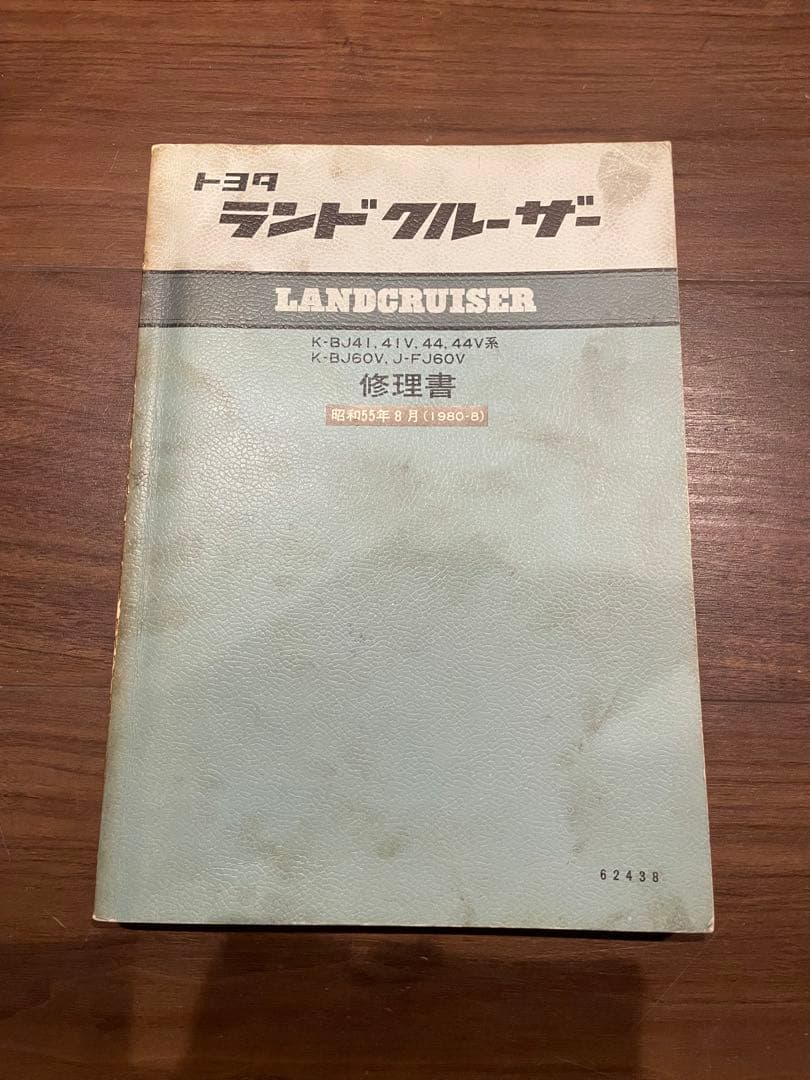 トヨタ
ランドクルーザー
LANDCRUISER
K-BJ41, 41V, 44, 44V系
K-BJ60V, J-FJ60V
修理書
昭和55年8月(1980-8)
62438